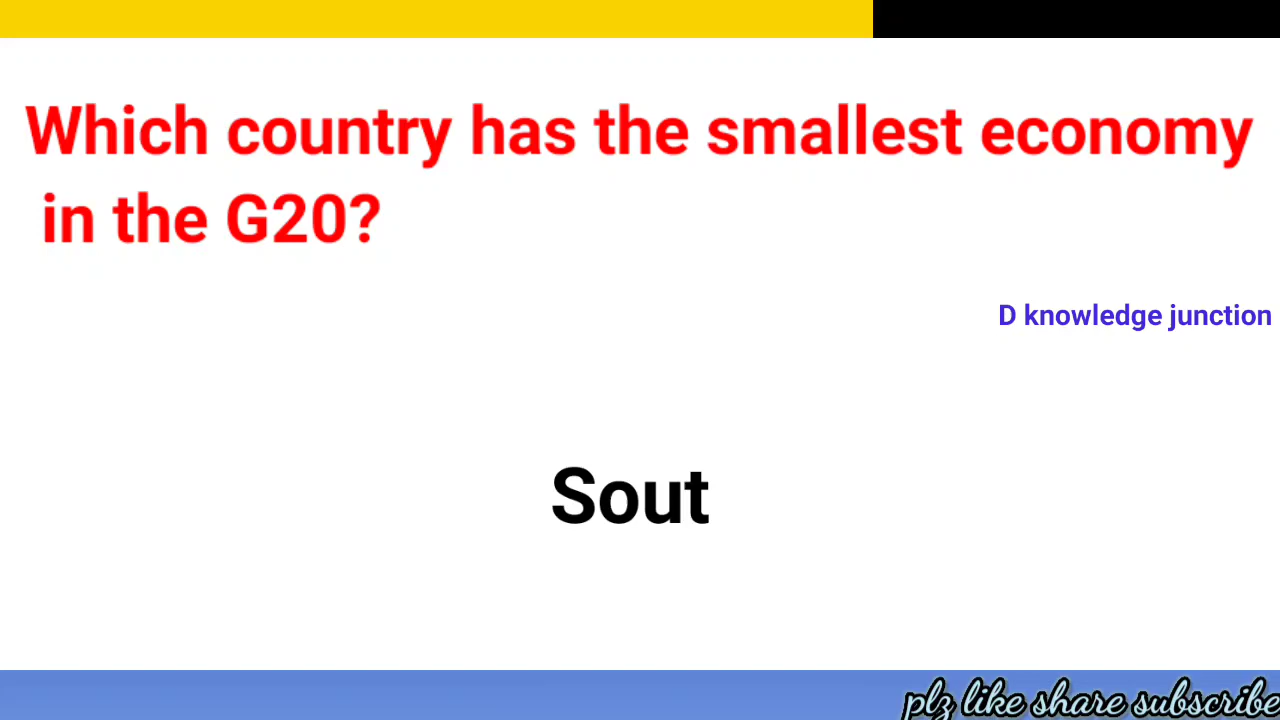 Which country has the smallest economy
in the G20?
D knowledge junction
Sout
plz like share subscribe